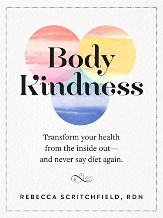 Body
Kindness
Transform your health
from the inside out—
and never say diet again.
REBECCA SCRITCHFIELD, RDN